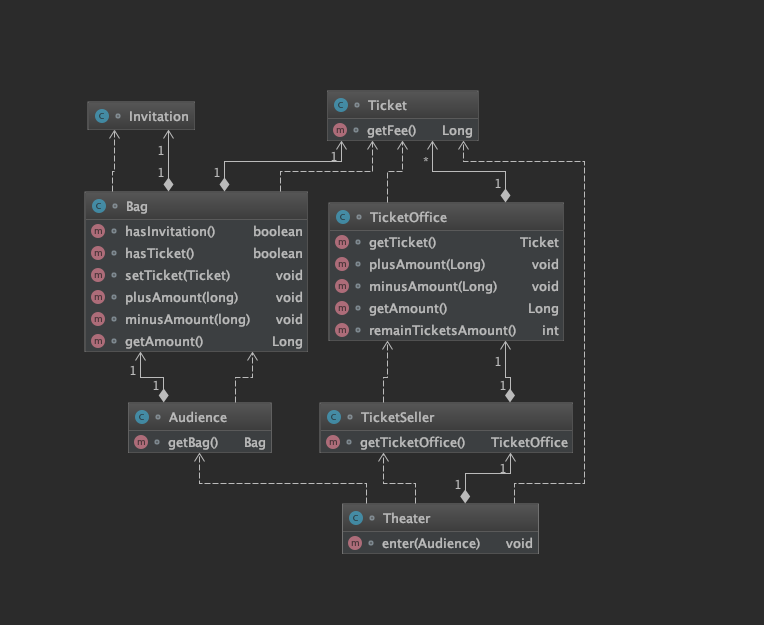 Invitation
Ticket
getFee() Long
1
1
1
1
*
1
Bag
hasInvitation() boolean
hasTicket() boolean
setTicket(Ticket) void
plusAmount(long) void
minusAmount(long) void
getAmount() Long
TicketOffice
getTicket() Ticket
plusAmount(Long) void
minusAmount(Long) void
getAmount() Long
remainTicketsAmount() int
1
1
1
1
Audience
getBag() Bag
TicketSeller
getTicketOffice() TicketOffice
1
1
Theater
enter(Audience) void